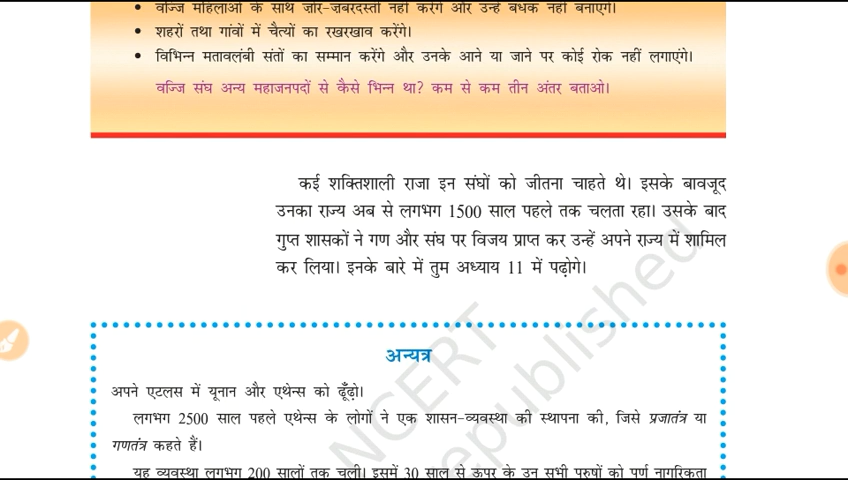 • वज्जि महिलाओं के साथ ज़ोर-ज़बरदस्ती नहीं करेंगे और उन्हें बंधक नहीं बनाएंगे।
• शहरों तथा गांवों में चैत्यों का रखरखाव करेंगे।
• विभिन्न मतावलंबी संतों का सम्मान करेंगे और उनके आने या जाने पर कोई रोक नहीं लगाएंगे।
वज्जि संघ अन्य महाजनपदों से कैसे भिन्न था? कम से कम तीन अंतर बताओ।
कई शक्तिशाली राजा इन संघों को जीतना चाहते थे। इसके बावजूद
उनका राज्य अब से लगभग 1500 साल पहले तक चलता रहा। उसके बाद
गुप्त शासकों ने गण और संघ पर विजय प्राप्त कर उन्हें अपने राज्य में शामिल
कर लिया। इनके बारे में तुम अध्याय 11 में पढ़ोगे।
अन्यत्र
अपने एटलस में यूनान और एथेन्स को ढूँढ़ो।
लगभग 2500 साल पहले एथेन्स के लोगों ने एक शासन-व्यवस्था की स्थापना की, जिसे प्रजातंत्र या
गणतंत्र कहते हैं।
यह व्यवस्था लगभग 200 सालों तक चली। इसमें 30 साल से ऊपर के उन सभी पुरुषों को पूर्ण नागरिकता
NCERT
republished